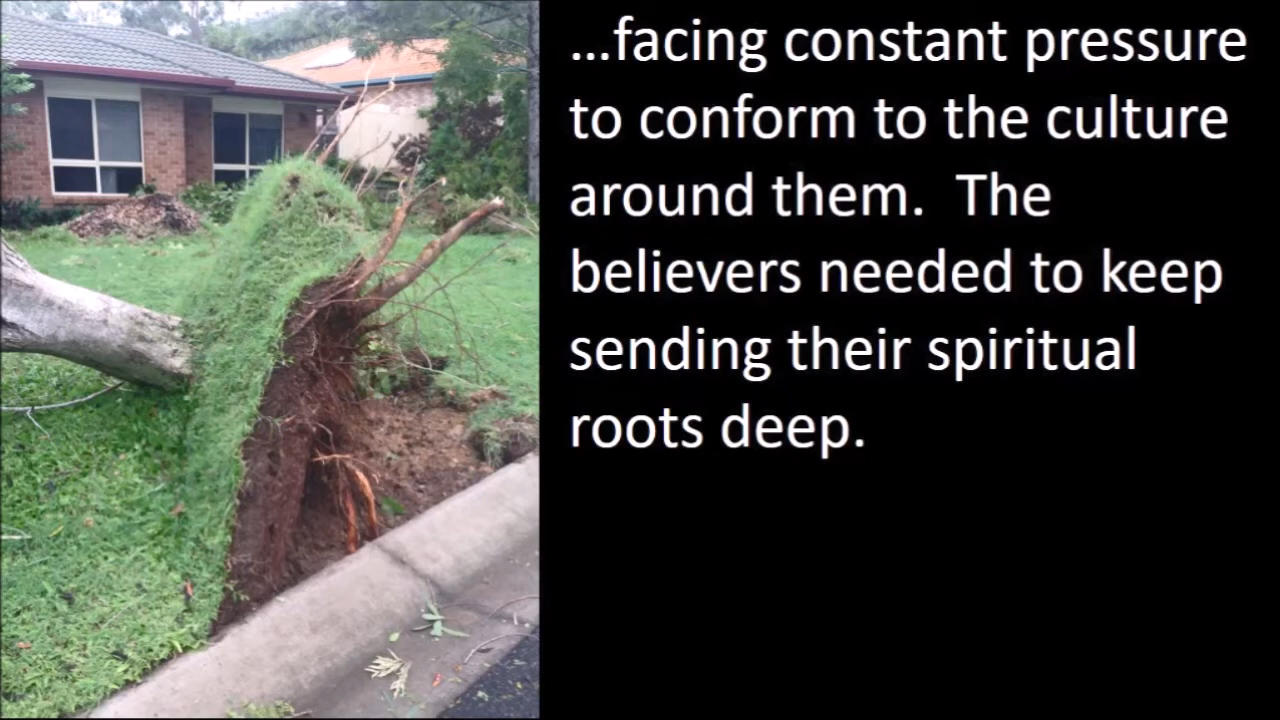 ...facing constant pressure
to conform to the culture
around them.  The
believers needed to keep
sending their spiritual
roots deep.